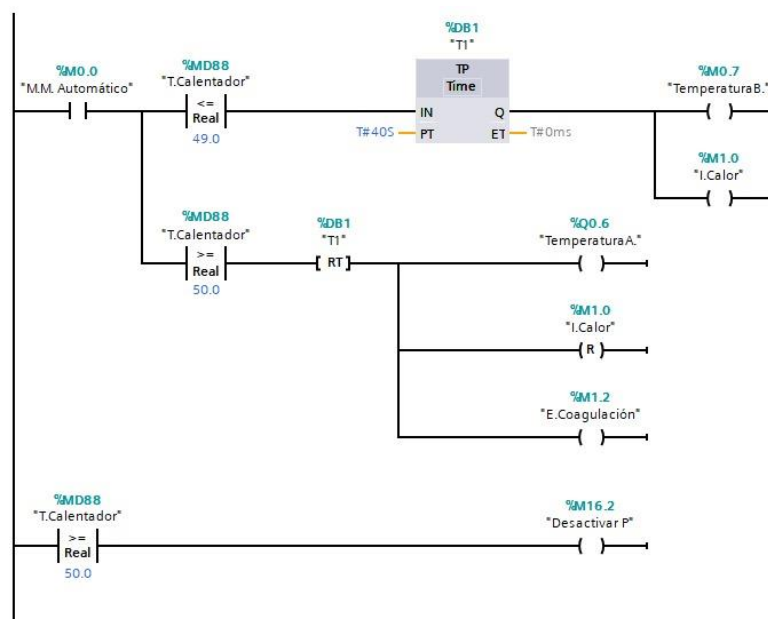 %DB1
"T1"
%M0.0
"M.M. Automático"
%MD88
"T.Calentador"
<=
Real
49.0
TP
Time
IN
Q
T#40S
PT
ET
T#0ms
%M0.7
"TemperaturaB."
%M1.0
"I.Calor"
%MD88
"T.Calentador"
>=
Real
50.0
%DB1
"T1"
RT
%Q0.6
"TemperaturaA."
%M1.0
"I.Calor"
R
%M1.2
"E.Coagulación"
%MD88
"T.Calentador"
>=
Real
50.0
%M16.2
"Desactivar P"